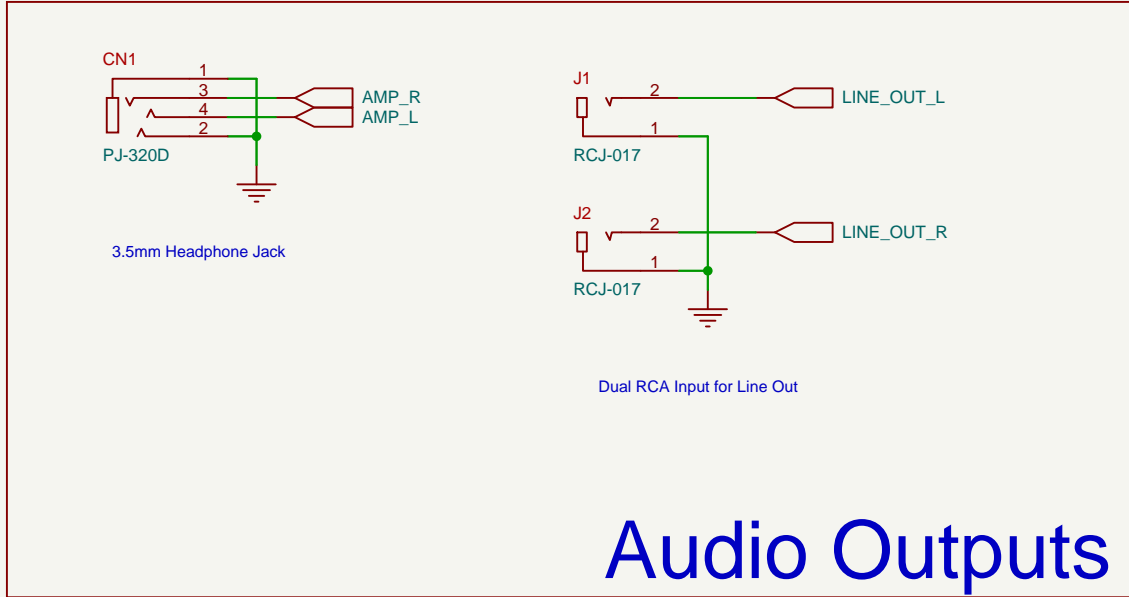 CN1
1
3
4
2
AMP_R
AMP_L
PJ-320D
3.5mm Headphone Jack
J1
2
1
LINE_OUT_L
RCJ-017
J2
2
1
LINE_OUT_R
RCJ-017
Dual RCA Input for Line Out
Audio Outputs